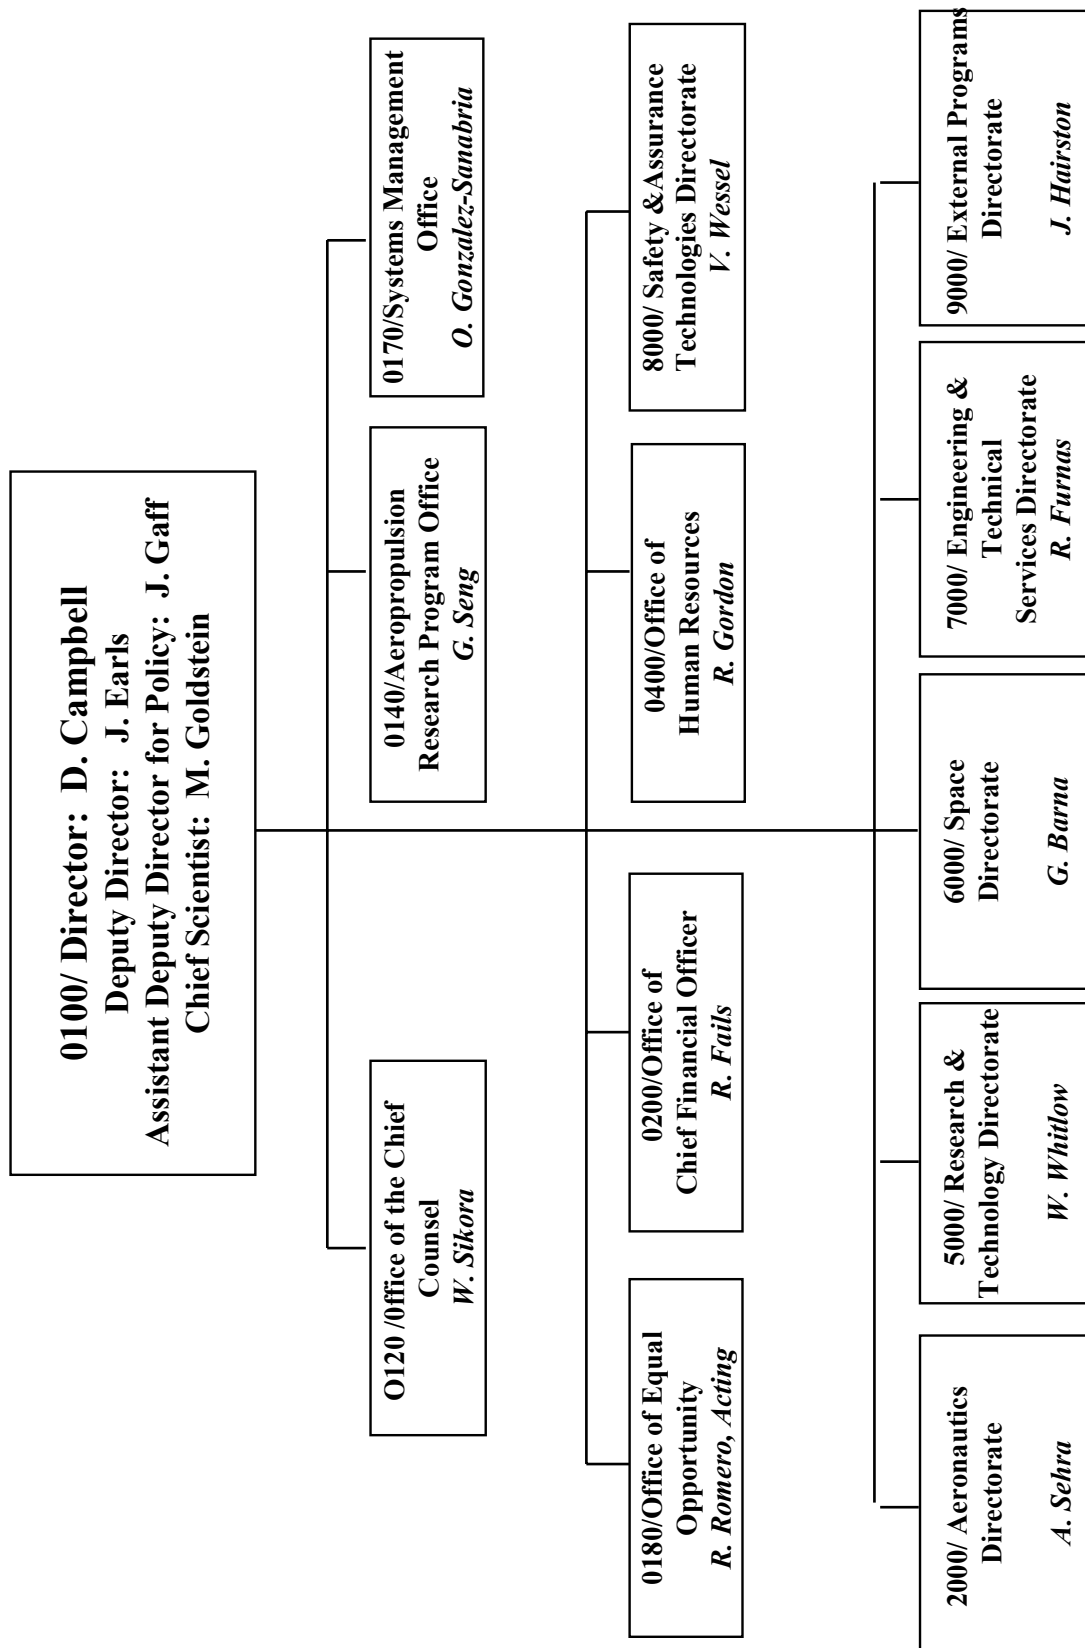 0100/ Director: D. Campbell
Deputy Director: J. Earls
Assistant Deputy Director for Policy: J. Gaff
Chief Scientist: M. Goldstein
O120 /0ffice of the Chief
Counsel
W. Sikora
0140/Aeropropulsion
Research Program Office
G. Seng
0170/Systems Management
Office
O. Gonzalez-Sanabria
0180/Office of Equal
Opportunity
R. Romero, Acting
0200/Office of
Chief Financial Officer
R. Fails
0400/Office of
Human Resources
R. Gordon
8000/ Safety &Assurance
Technologies Directorate
V. Wessel
2000/ Aeronautics
Directorate
A. Sehra
5000/ Research &
Technology Directorate
W. Whitlow
6000/ Space
Directorate
G. Barna
7000/ Engineering &
Technical
Services Directorate
R. Furnas
9000/ External Programs
Directorate
J. Hairston